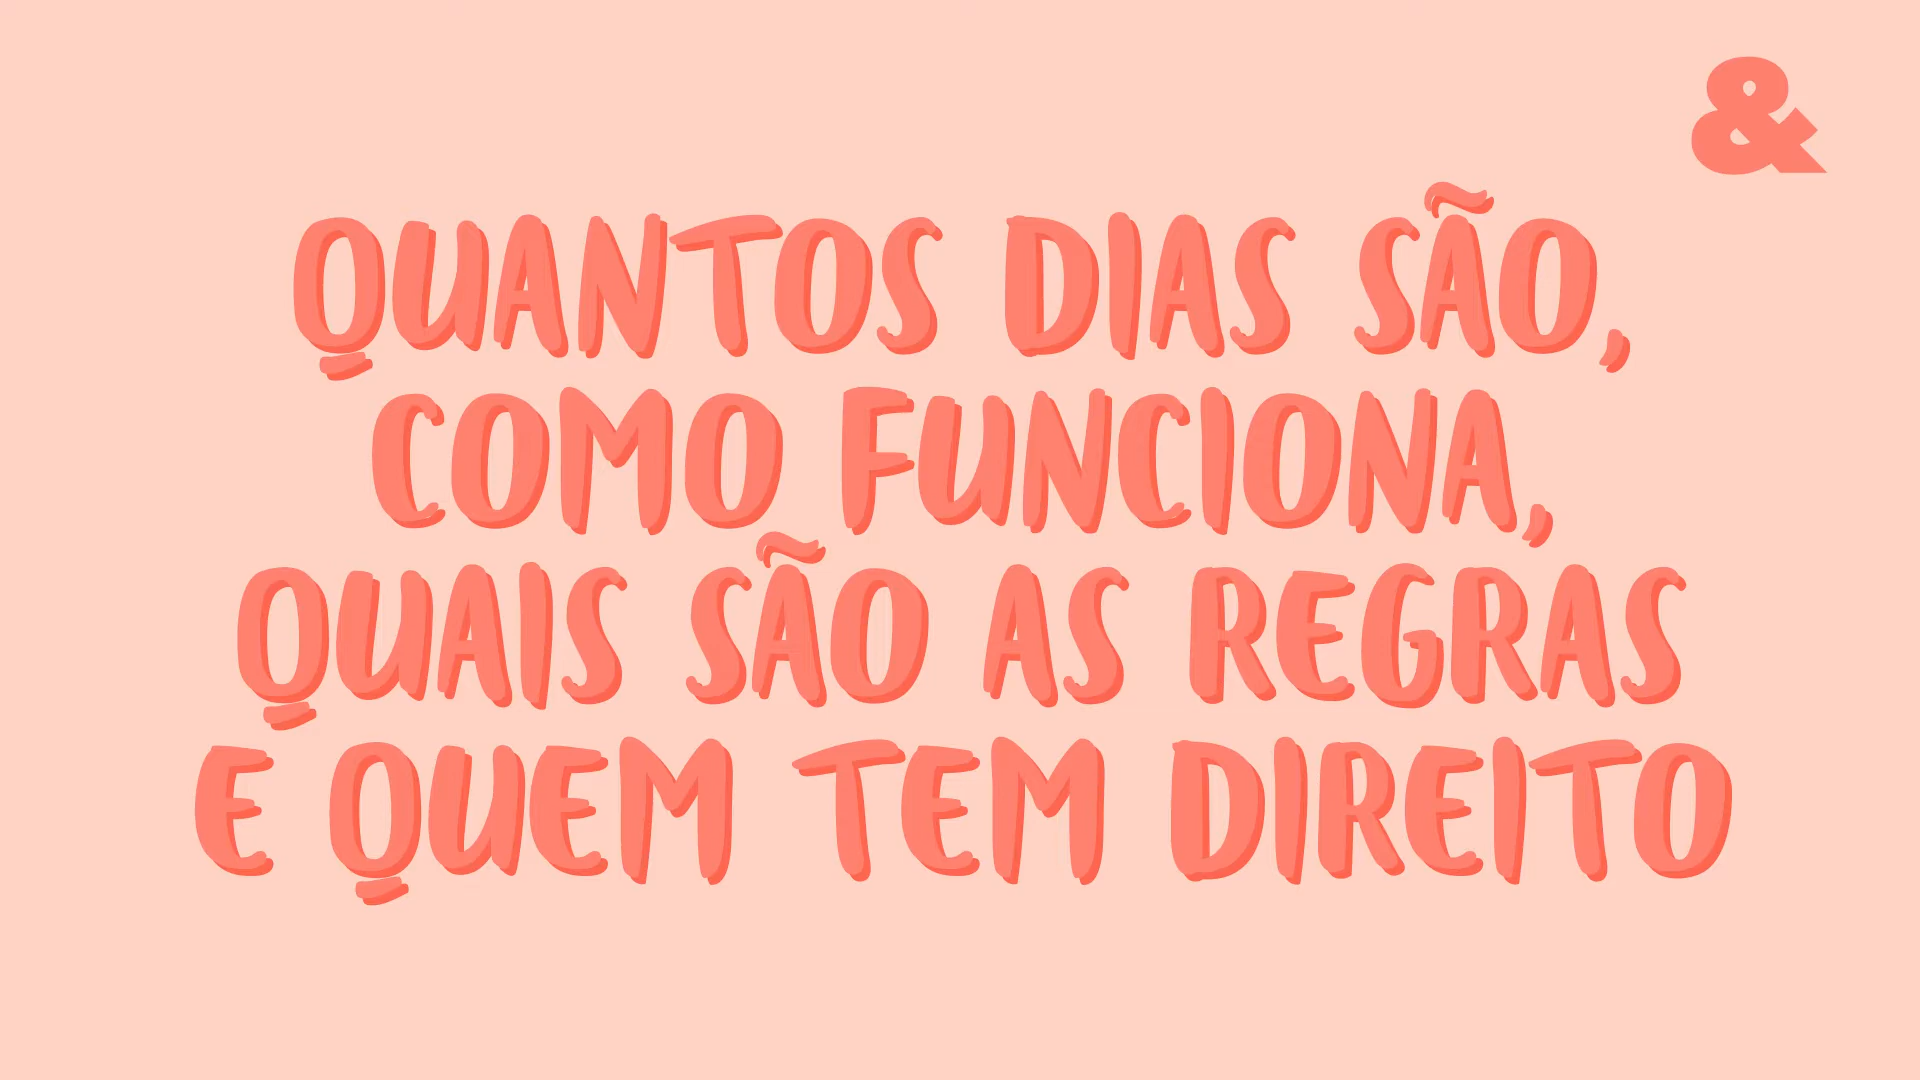 &
QUANTOS DIAS SÃO,
COMO FUNCIONA,
QUAIS SÃO AS REGRAS
E QUEM TEM DIREITO